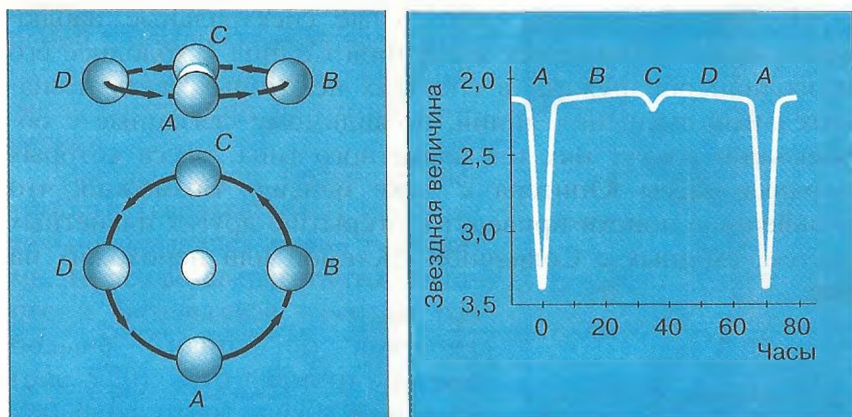 C
D
B
A
C
D
B
A
Звездная величина
2,0
2,5
3,0
3,5
A B C D A
0 20 40 60 80
Часы